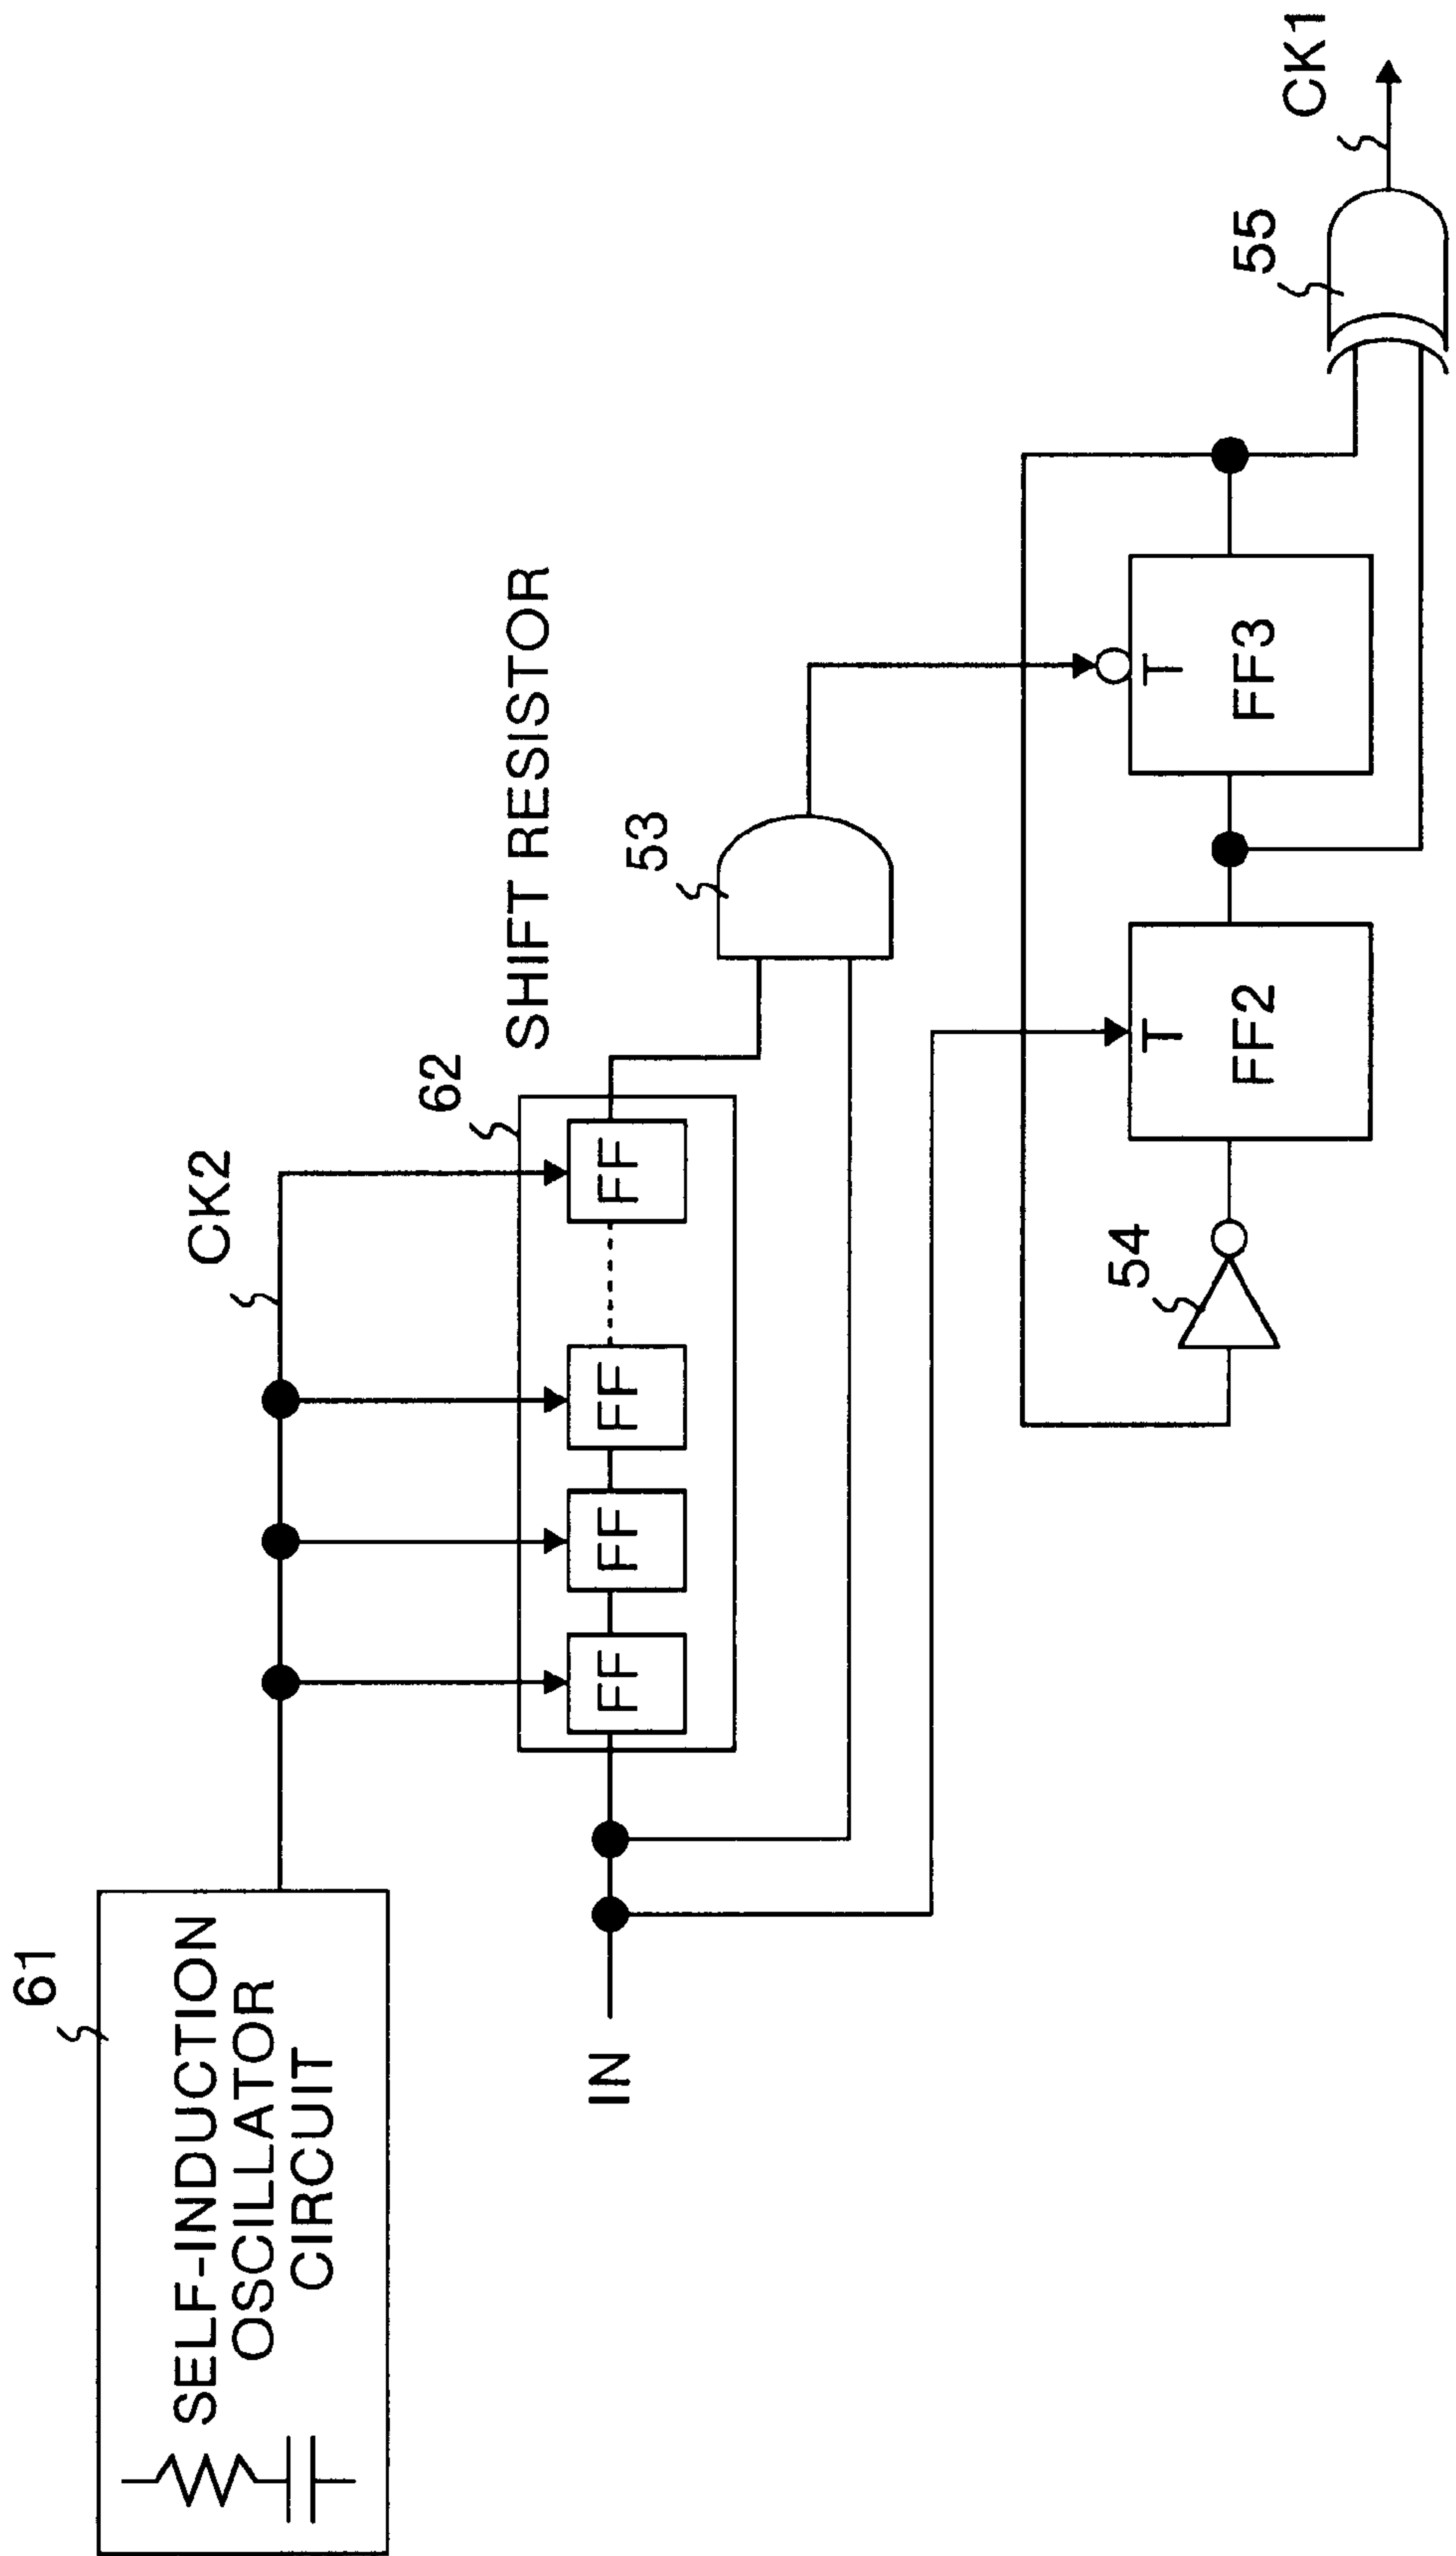 61
SELF-INDUCTION
OSCILLATOR
CIRCUIT
CK2
62
SHIFT RESISTOR
IN
FF
FF
FF
FF
53
54
T
FF2
T
FF3
55
CK1